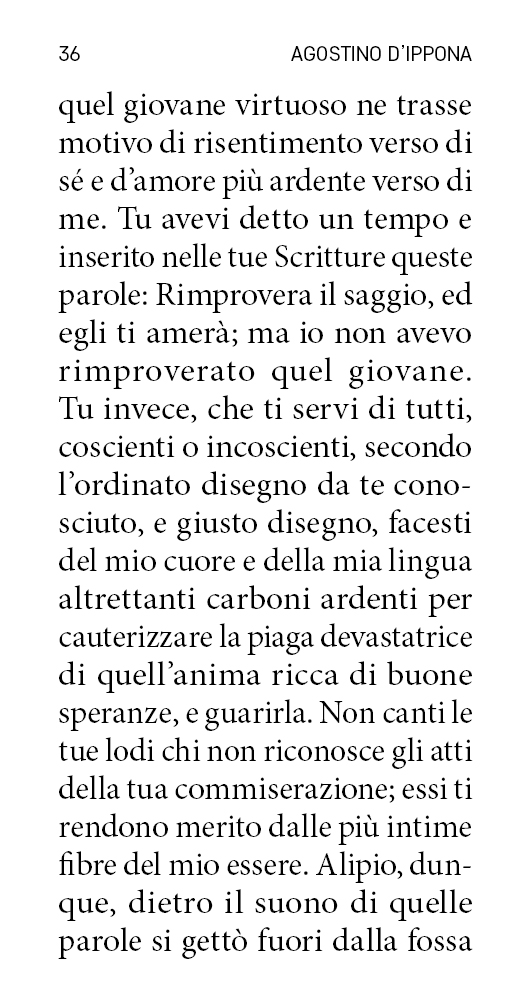 36 AGOSTINO D’IPPONA
quel giovane virtuoso ne trasse
motivo di risentimento verso di
sé e d’amore più ardente verso di
me. Tu avevi detto un tempo e
inserito nelle tue Scritture queste
parole: Rimprovera il saggio, ed
egli ti amerà; ma io non avevo
rimproverato quel giovane.
Tu invece, che ti servi di tutti,
coscienti o incoscienti, secondo
l’ordinato disegno da te cono-
sciuto, e giusto disegno, facesti
del mio cuore e della mia lingua
altrettanti carboni ardenti per
cauterizzare la piaga devastatrice
di quell’anima ricca di buone
speranze, e guarirla. Non canti le
tue lodi chi non riconosce gli atti
della tua commiserazione; essi ti
rendono merito dalle più intime
fibre del mio essere. Alipio, dun-
que, dietro il suono di quelle
parole si gettò fuori dalla fossa